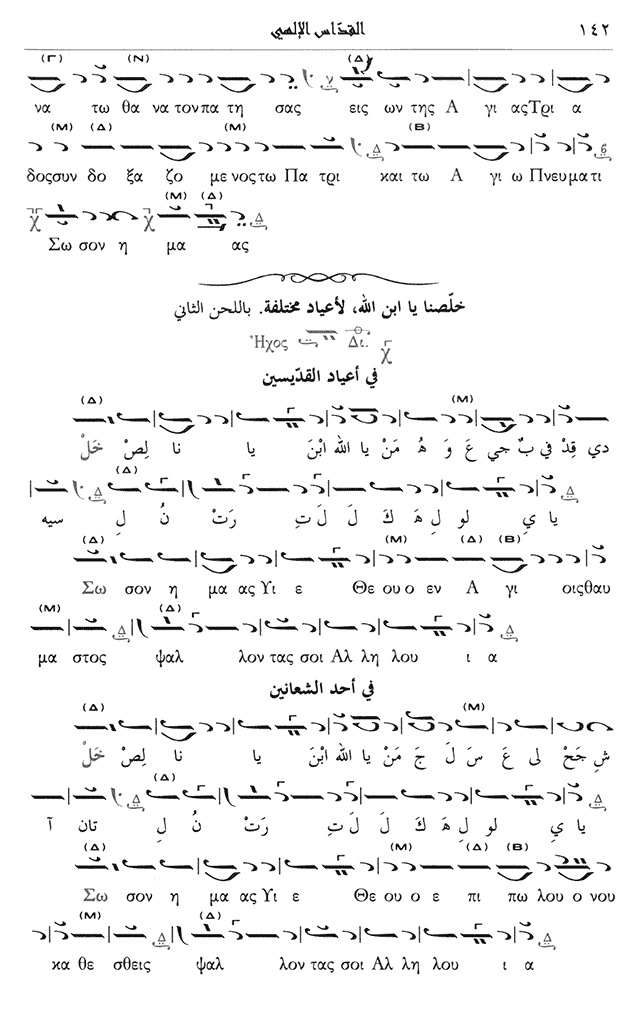 القدّاس الإلهي ١٤٢
(Γ) (Ν) (Δ)
να τω θα να τον πα τη σας εις ων της Α γι ας Τρι α
(Μ) (Δ) (Μ) (Β)
δος συν δο ξα ζο με νος τω Πα τρι και τω Α γι ω Πνευ μα τι
(Μ) (Δ)
Σω σον η μα ας
خلّصنا يا ابن الله، لأعياد مختلفة. باللحن الثاني
Ἦχος Δι.
في أعياد القدّيسين
(Δ) (Μ)
خَلْ لِصْ نا يا ابْنَ الله يا مَنْ هُ وَ عَ جي بٌ في قِدْ دي
(Δ)
سيه لِ نُ رَتْ تِ لَ لَ كَ هَ لِ لو يا يِ
(Δ) (Μ) (Δ) (Β)
Σω σον η μα ας Υι ε Θε ου ο εν Α γι οις θαυ
(Μ) (Δ)
μα στος ψαλ λον τας σοι Αλ λη λου ι α
في أحد الشعانين
(Δ) (Μ)
خَلْ لِصْ نا يا ابْنَ الله يا مَنْ جَ لَ سَ عَ لى جَحْ شِ
(Δ)
آ تان لِ نُ رَتْ تِ لَ لَ كَ هَ لِ لو يا يِ
(Δ) (Μ) (Δ) (Β)
Σω σον η μα ας Υι ε Θε ου ο ε πι πω λου ο νου
(Μ) (Δ)
κα θε σθεις ψαλ λον τας σοι Αλ λη λου ι α